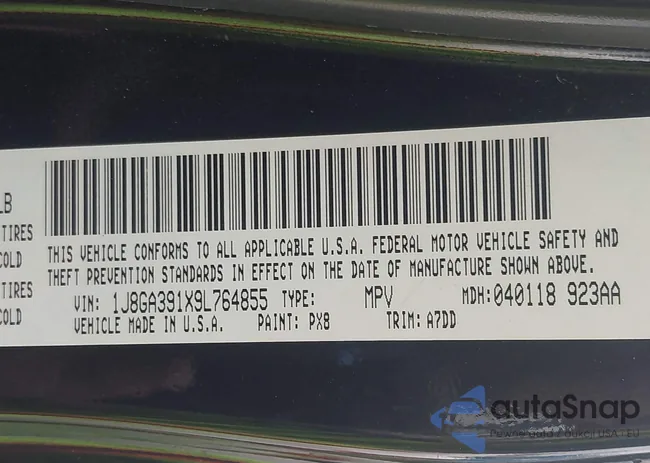 LB
TIRES
COLD
TIRES
COLD
THIS VEHICLE CONFORMS TO ALL APPLICABLE U.S.A. FEDERAL MOTOR VEHICLE SAFETY AND
THEFT PREVENTION STANDARDS IN EFFECT ON THE DATE OF MANUFACTURE SHOWN ABOVE.
VIN: 1J8GA391X9L764855 TYPE: MPV MDH:040118 923AA
VEHICLE MADE IN U.S.A. PAINT: PX8 TRIM: A7DD
autaSnap